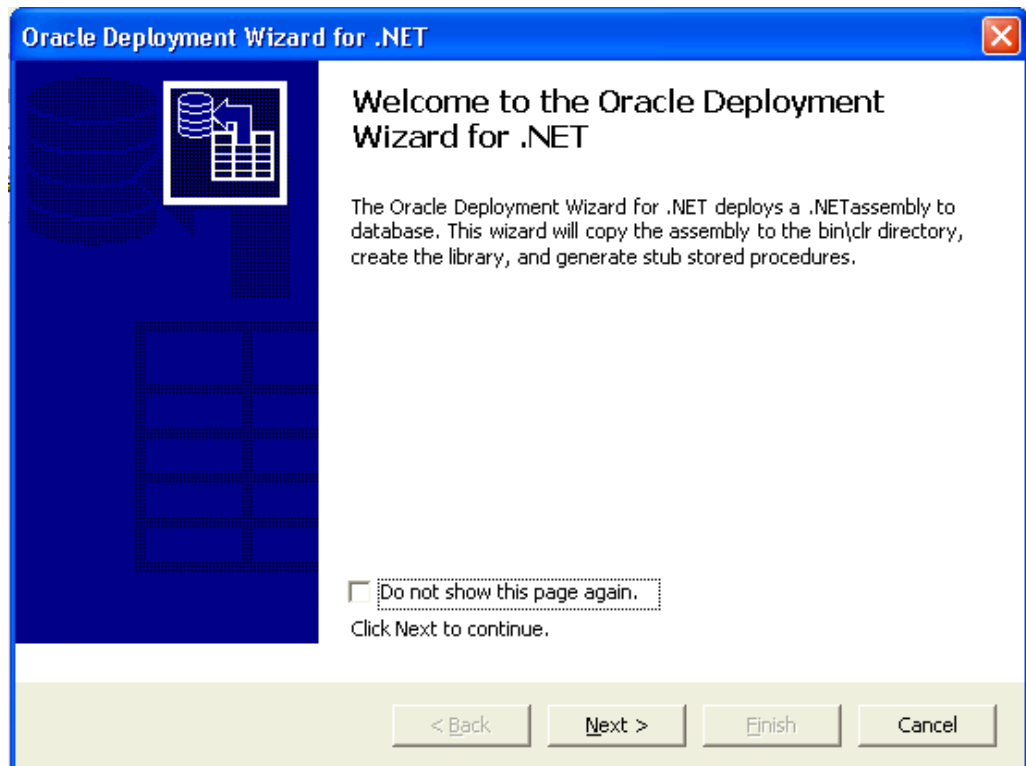 Oracle Deployment Wizard for .NET
Welcome to the Oracle Deployment
Wizard for .NET
The Oracle Deployment Wizard for .NET deploys a .NETassembly to
database. This wizard will copy the assembly to the bin\clr directory,
create the library, and generate stub stored procedures.
Do not show this page again.
Click Next to continue.
< Back
Next >
Finish
Cancel